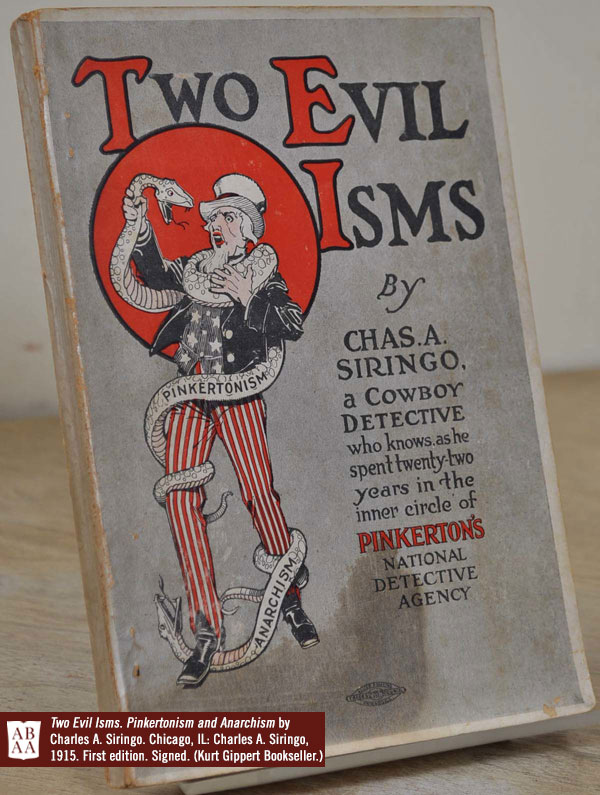 TWO EVIL
ISMS
By
CHAS. A.
SIRINGO,
a COWBOY
DETECTIVE
who knows, as he
spent twenty-two
years in the
inner circle of
PINKERTON'S
NATIONAL
DETECTIVE
AGENCY
PINKERTONISM
ANARCHISM
AB
AA
Two Evil Isms. Pinkertonism and Anarchism by
Charles A. Siringo. Chicago, IL: Charles A. Siringo,
1915. First edition. Signed. (Kurt Gippert Bookseller.)